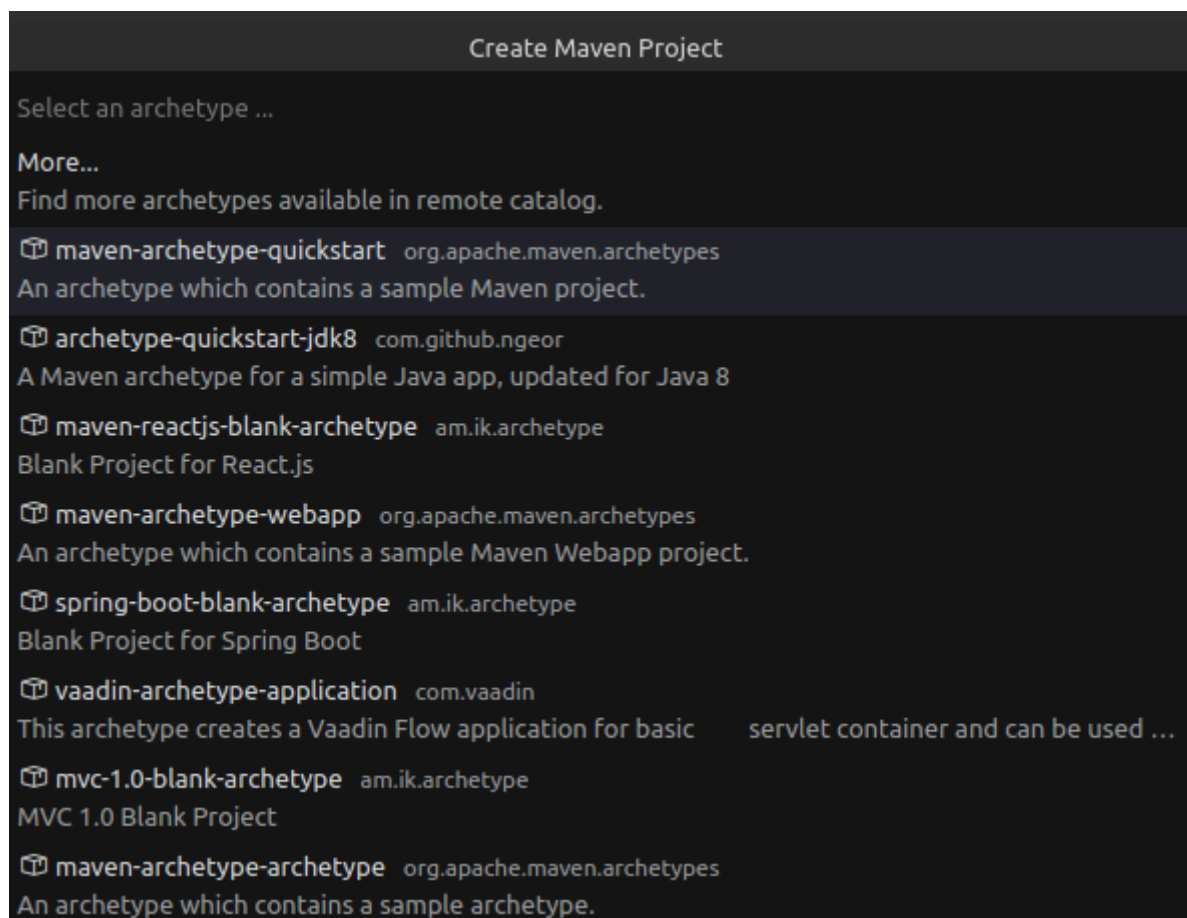 Create Maven Project
Select an archetype ...
More...
Find more archetypes available in remote catalog.
maven-archetype-quickstart org.apache.maven.archetypes
An archetype which contains a sample Maven project.
archetype-quickstart-jdk8 com.github.ngeor
A Maven archetype for a simple Java app, updated for Java 8
maven-reactjs-blank-archetype am.ik.archetype
Blank Project for React.js
maven-archetype-webapp org.apache.maven.archetypes
An archetype which contains a sample Maven Webapp project.
spring-boot-blank-archetype am.ik.archetype
Blank Project for Spring Boot
vaadin-archetype-application com.vaadin
This archetype creates a Vaadin Flow application for basic servlet container and can be used ...
mvc-1.0-blank-archetype am.ik.archetype
MVC 1.0 Blank Project
maven-archetype-archetype org.apache.maven.archetypes
An archetype which contains a sample archetype.